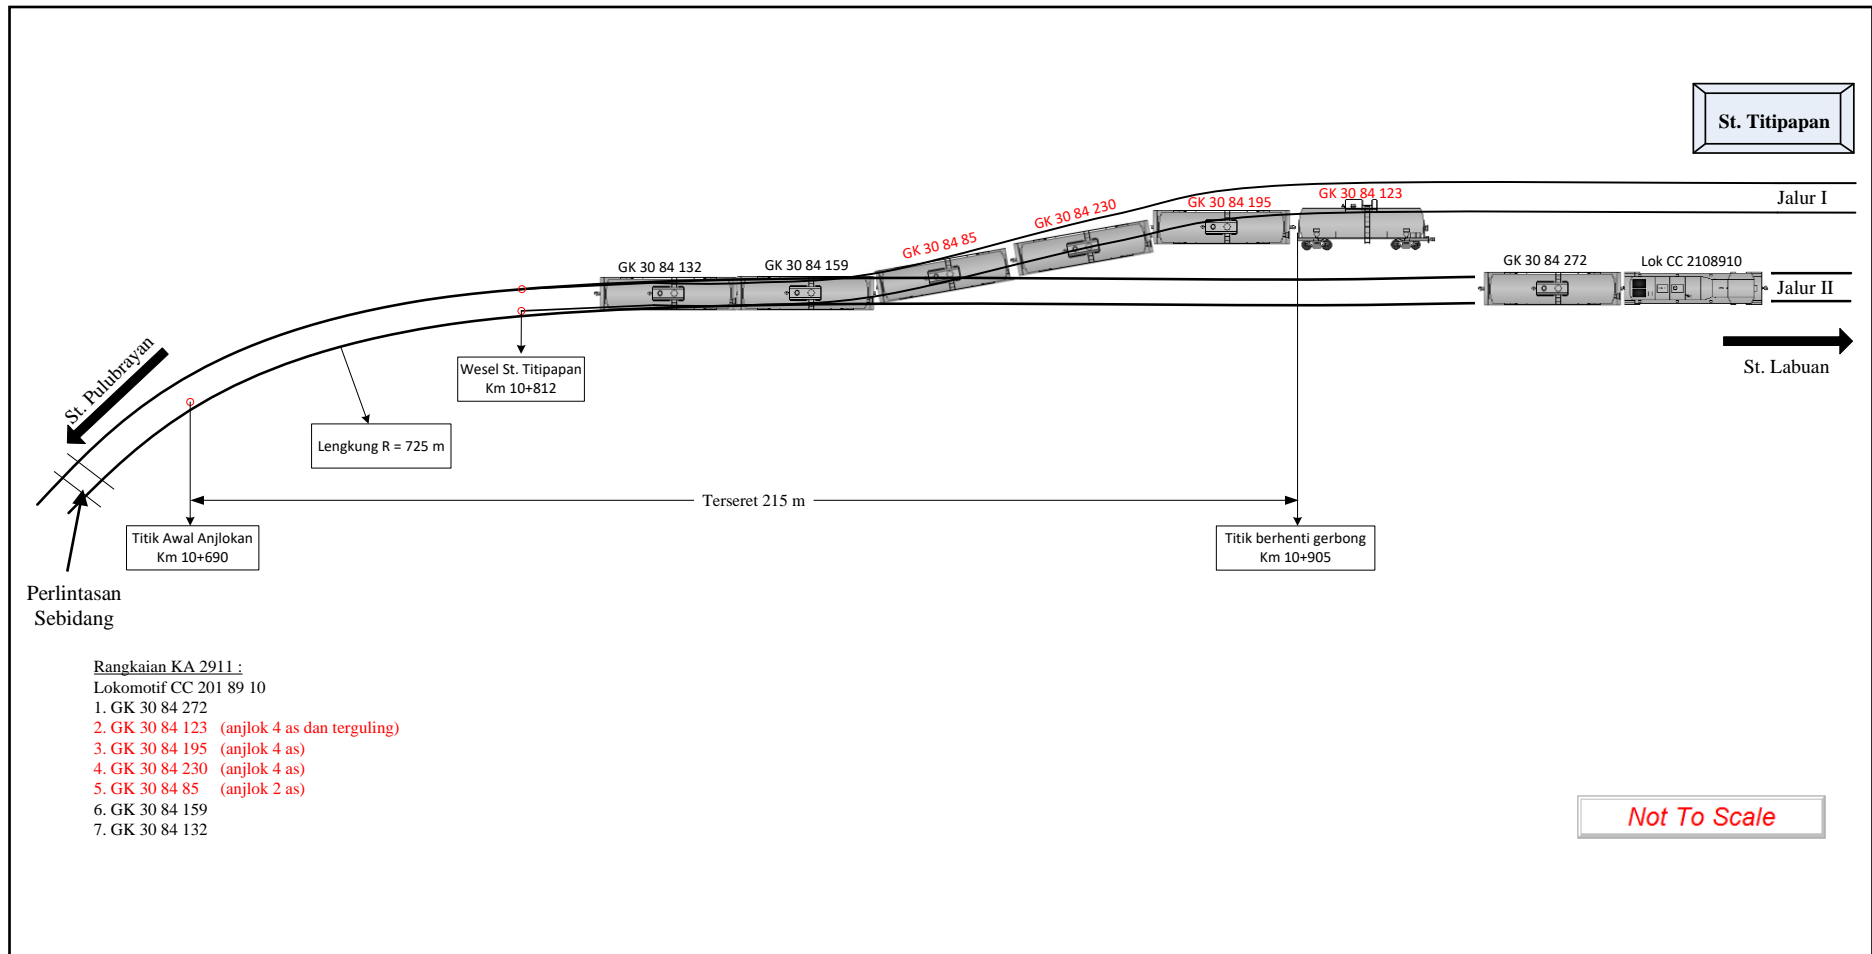 St. Titipapan
Jalur I
GK 30 84 123
GK 30 84 195
GK 30 84 230
GK 30 84 85
GK 30 84 159
GK 30 84 132
GK 30 84 272
Lok CC 2108910
Jalur II
St. Labuan
St. Pulubrayan
Wesel St. Titipapan
Km 10+812
Lengkung R = 725 m
Terseret 215 m
Titik Awal Anjlokan
Km 10+690
Titik berhenti gerbong
Km 10+905
Perlintasan
Sebidang
Rangkaian KA 2911 :
Lokomotif CC 201 89 10
1. GK 30 84 272
2. GK 30 84 123 (anjlok 4 as dan terguling)
3. GK 30 84 195 (anjlok 4 as)
4. GK 30 84 230 (anjlok 4 as)
5. GK 30 84 85 (anjlok 2 as)
6. GK 30 84 159
7. GK 30 84 132
Not To Scale